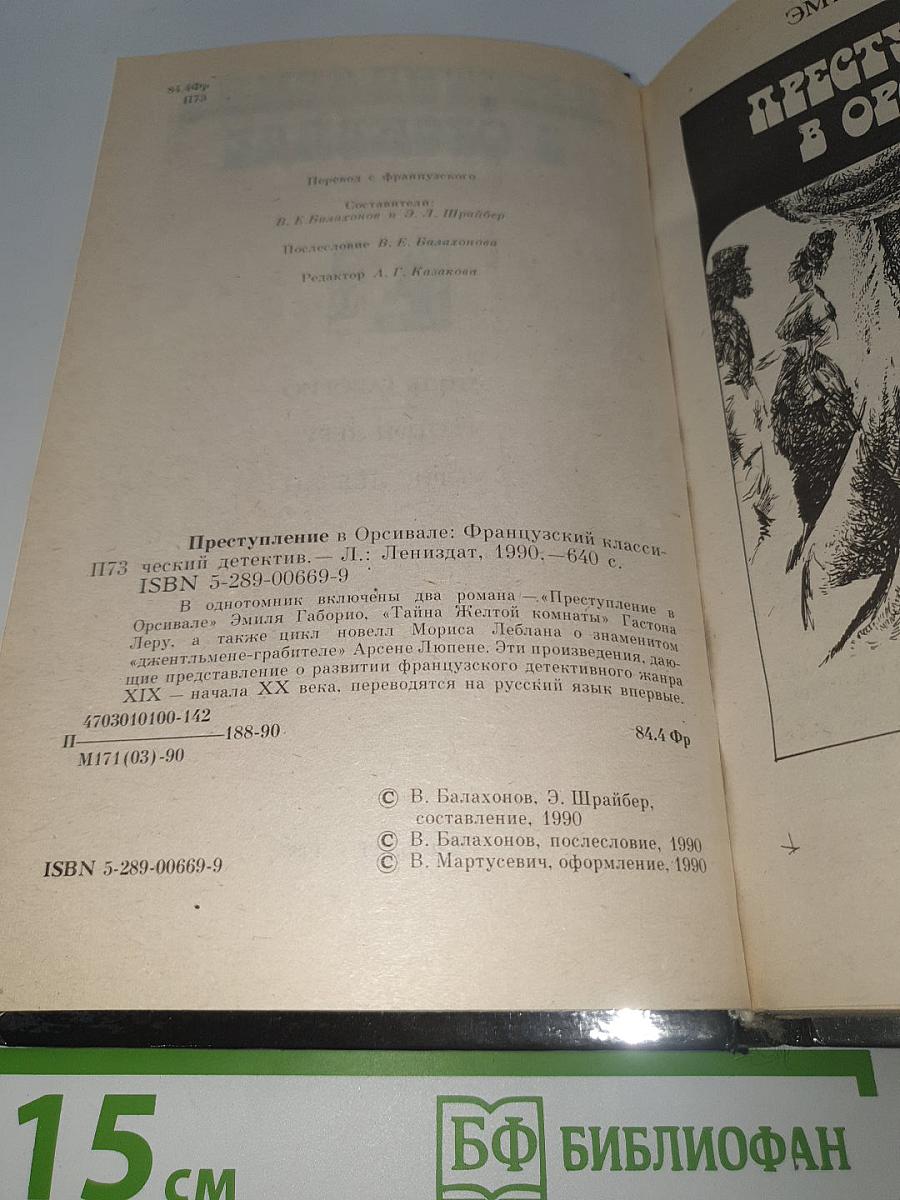 84.4Фр
П73
Перевод с французского
Составители:
В. Е Балахонов и Э. Л. Шрайбер
Послесловие В. Е. Балахонова
Редактор А. Г. Казакова
Преступление в Орсивале: Французский класси-
П73 ческий детектив. — Л.: Лениздат, 1990. — 640 с.
ISBN 5-289-00669-9
В однотомник включены два романа — «Преступление в
Орсивале» Эмиля Габорио, «Тайна Желтой комнаты» Гастона
Леру, а также цикл новелл Мориса Леблана о знаменитом
«джентльмене-грабителе» Арсене Люпене. Эти произведения, даю-
щие представление о развитии французского детективного жанра
XIX — начала XX века, переводятся на русский язык впервые.
4703010100-142
П————188-90
М171(03)-90
84.4 Фр
© В. Балахонов, Э. Шрайбер,
составление, 1990
© В. Балахонов, послесловие, 1990
© В. Мартусевич, оформление, 1990
ISBN 5-289-00669-9
ЭМ
ПРЕСТУ
В ОР
15 см
БФ БИБЛИОФАН